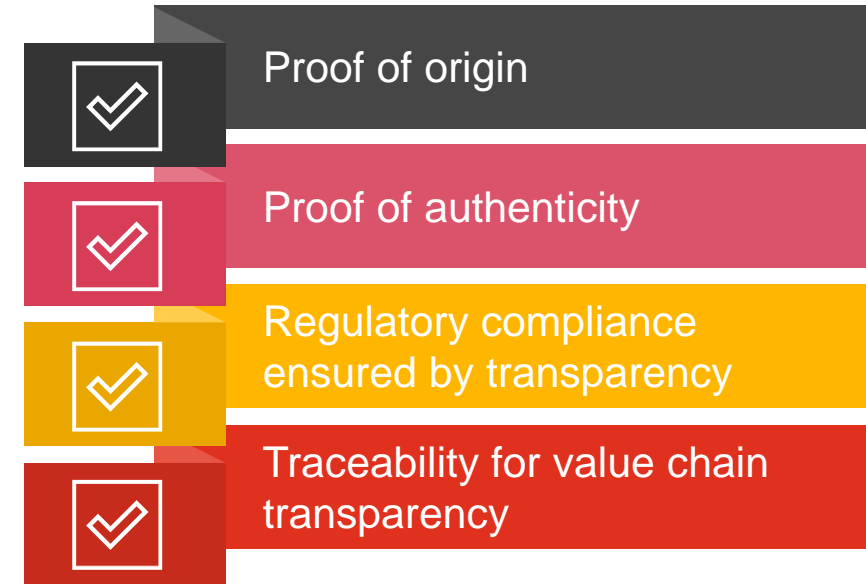 Proof of origin
Proof of authenticity
Regulatory compliance
ensured by transparency
Traceability for value chain
transparency